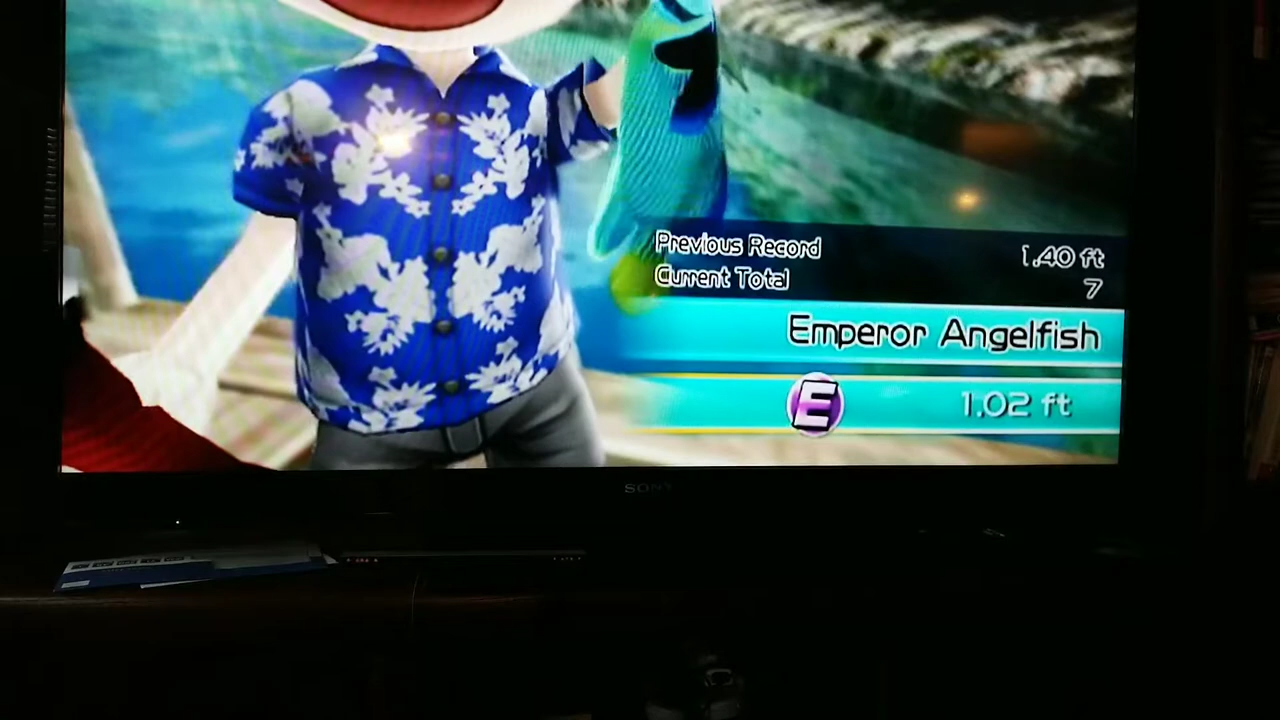 Previous Record 1.40 ft
Current Total 7
Emperor Angelfish
E 1.02 ft
SONY